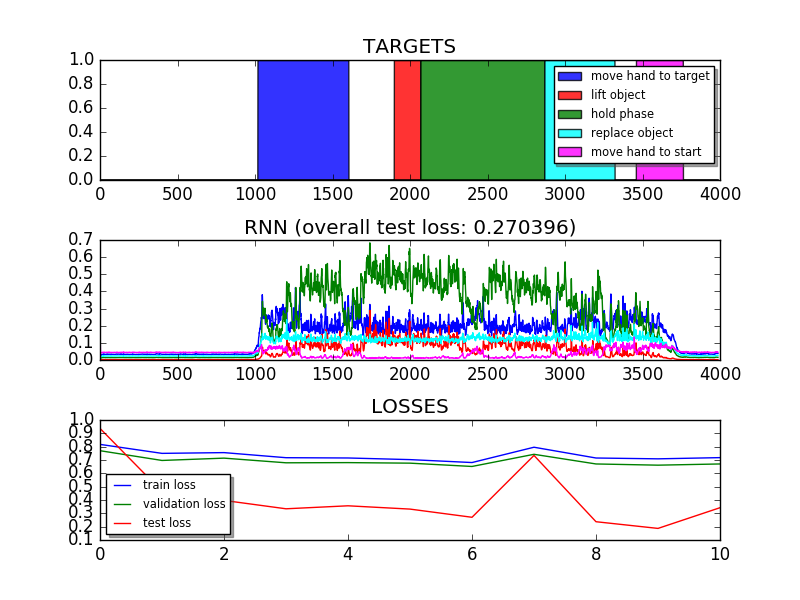 TARGETS
1.0
0.8
0.6
0.4
0.2
0.0
move hand to target
lift object
hold phase
replace object
move hand to start
0 500 1000 1500 2000 2500 3000 3500 4000
RNN (overall test loss: 0.270396)
0.7
0.6
0.5
0.4
0.3
0.2
0.1
0.0
0 500 1000 1500 2000 2500 3000 3500 4000
LOSSES
1.0
0.9
0.8
0.7
0.6
0.5
0.4
0.3
0.2
0.1
train loss
validation loss
test loss
0 2 4 6 8 10